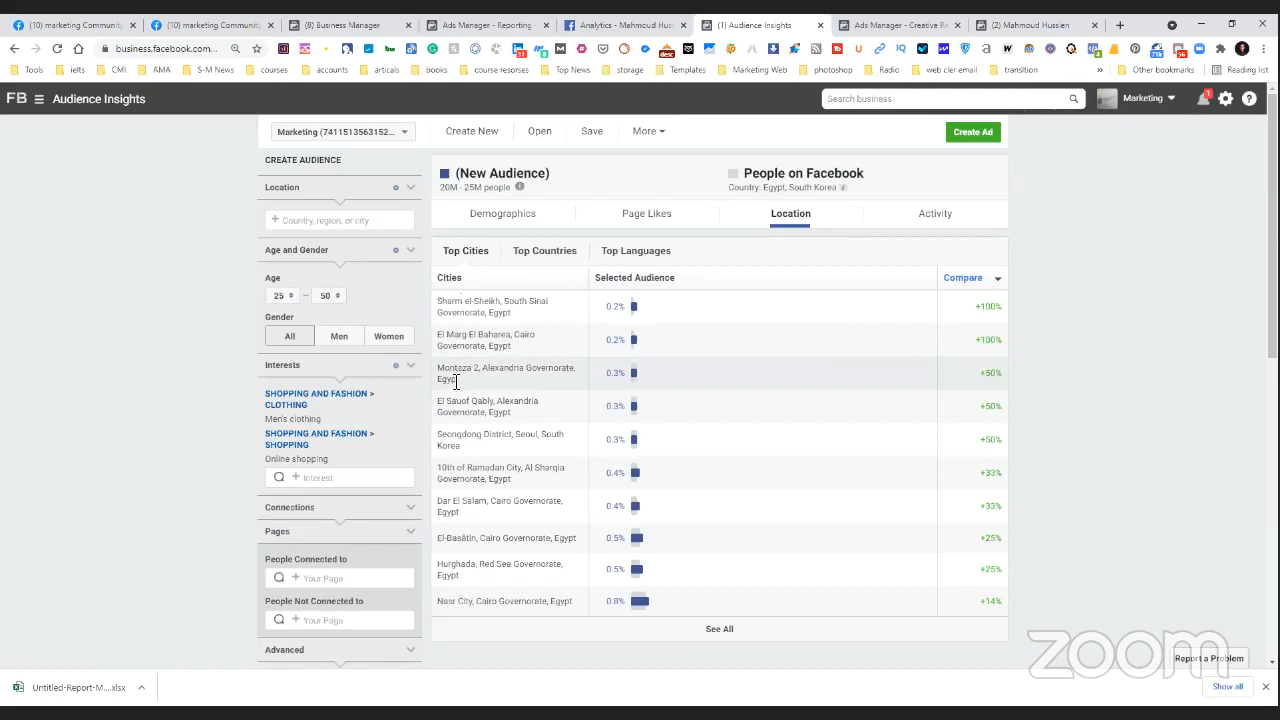 (10) marketing Community
(10) marketing Community
(8) Business Manager
Ads Manager - Reporting -
Analytics - Mahmoud Huss
(1) Audience Insights
Ads Manager - Creative Re
(2) Mahmoud Hussien
business.facebook.com...
Tools
ielts
CMI
AMA
S-M News
courses
accounts
articals
books
course resorses
Top News
storage
Templates
Marketing Web
photoshop
Radio
web cler email
transltion
Other bookmarks
Reading list
FB
Audience Insights
Search business
Marketing
1
Marketing (7411513563152...
Create New
Open
Save
More
Create Ad
CREATE AUDIENCE
Location
+ Country, region, or city
Age and Gender
Age
25 – 50
Gender
All
Men
Women
Interests
SHOPPING AND FASHION >
CLOTHING
Men's clothing
SHOPPING AND FASHION >
SHOPPING
Online shopping
+ Interest
Connections
Pages
People Connected to
+ Your Page
People Not Connected to
+ Your Page
Advanced
(New Audience)
20M - 25M people
People on Facebook
Country: Egypt, South Korea
Demographics
Page Likes
Location
Activity
Top Cities
Top Countries
Top Languages
Cities
Selected Audience
Compare
Sharm el-Sheikh, South Sinai
Governorate, Egypt
0.2%
+100%
El Marg El Baharea, Cairo
Governorate, Egypt
0.2%
+100%
Montaza 2, Alexandria Governorate,
Egypt
0.3%
+50%
El Sauof Qably, Alexandria
Governorate, Egypt
0.3%
+50%
Seongdong District, Seoul, South
Korea
0.3%
+50%
10th of Ramadan City, Al Sharqia
Governorate, Egypt
0.4%
+33%
Dar El Salam, Cairo Governorate,
Egypt
0.4%
+33%
El-Basātin, Cairo Governorate, Egypt
0.5%
+25%
Hurghada, Red Sea Governorate,
Egypt
0.5%
+25%
Nasr City, Cairo Governorate, Egypt
0.8%
+14%
See All
zoom
Report a Problem
Untitled-Report-M....xlsx
Show all